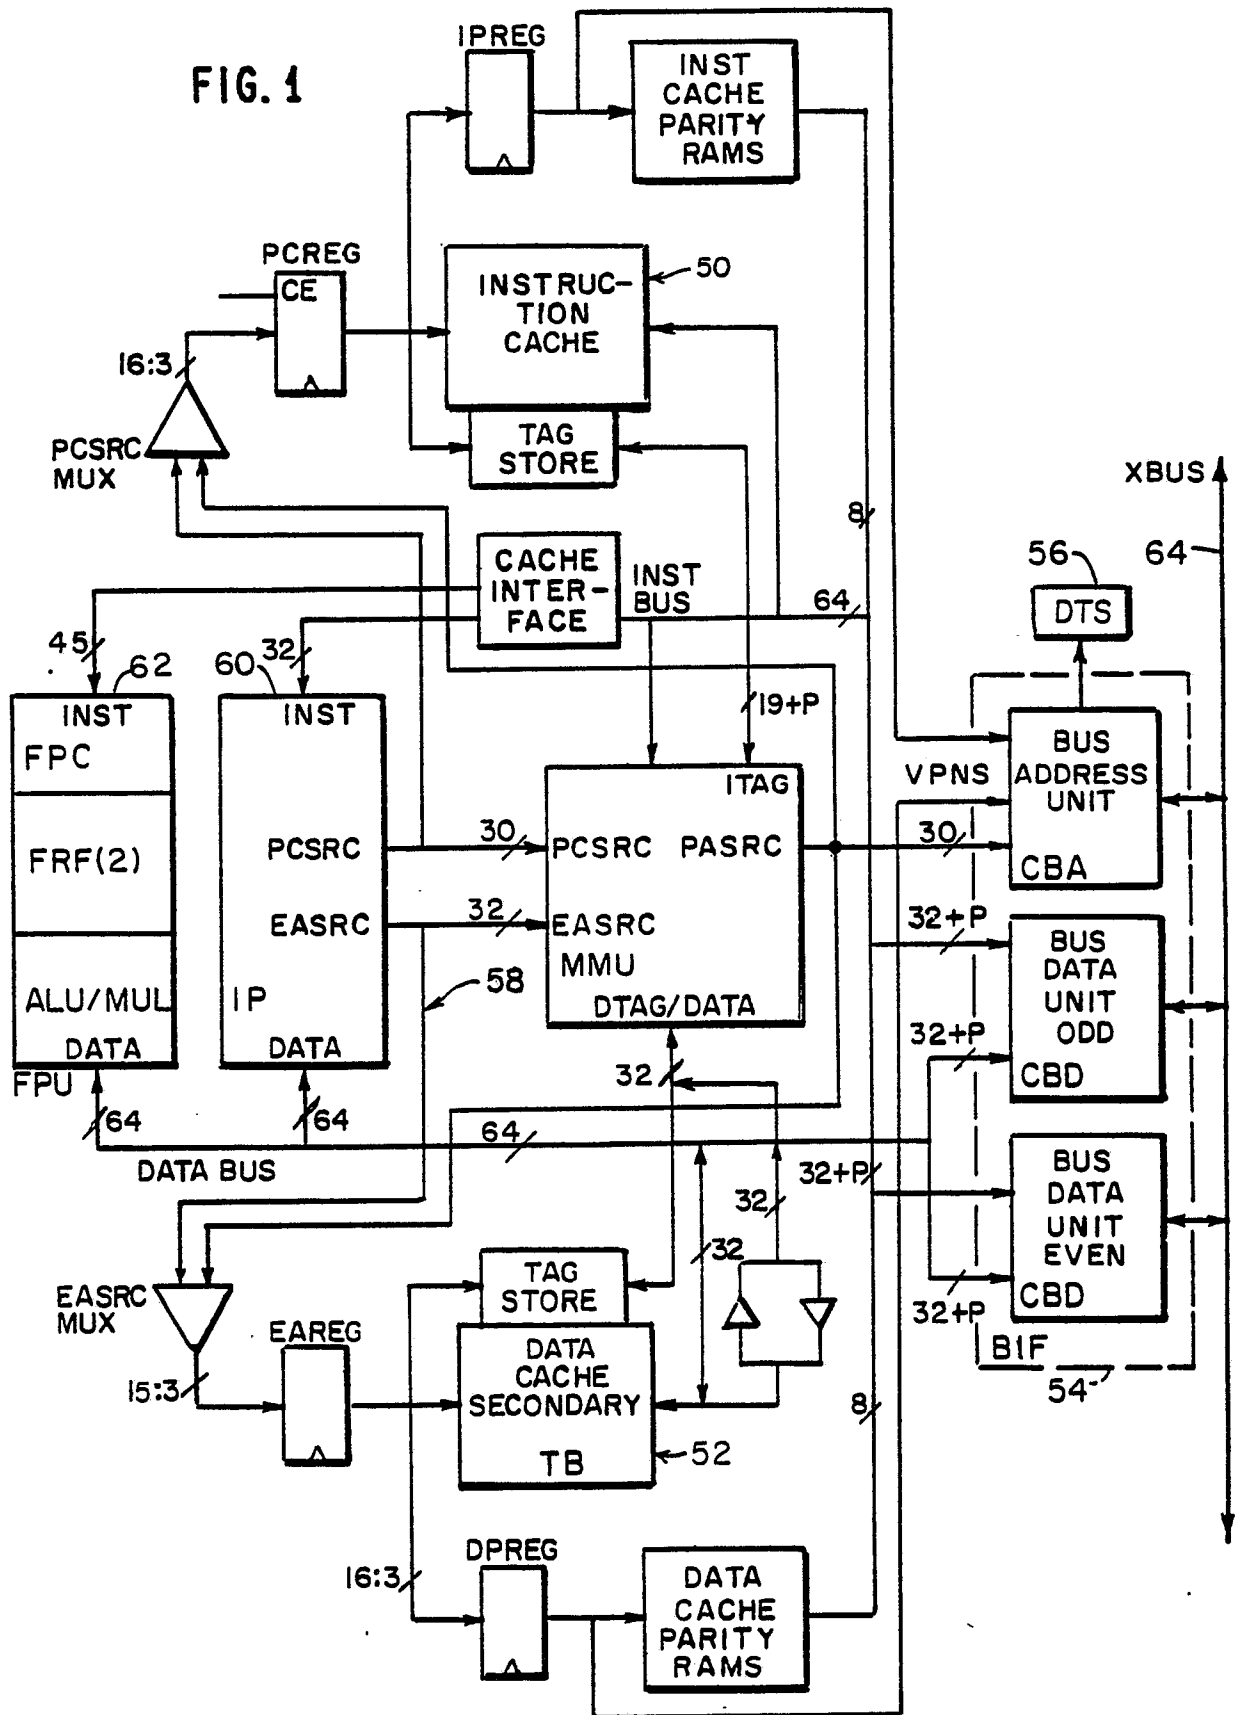 FIG. 1
IPREG
INST
CACHE
PARITY
RAMS
PCREG
CE
INSTRUC-
TION
CACHE
50
16:3
PCSRC
MUX
TAG
STORE
XBUS
8
64
56
DTS
CACHE
INTER-
FACE
INST
BUS
64
45
32
62
60
19+P
INST
FPC
FRF(2)
ALU/MUL
DATA
FPU
INST
PCSRC
EASRC
IP
DATA
30
32
58
ITAG
PCSRC PASRC
EASRC
MMU
DTAG/DATA
VPNS
30
BUS
ADDRESS
UNIT
CBA
32+P
BUS
DATA
UNIT
ODD
CBD
32+P
32
64
64
64
DATA BUS
32+P
BUS
DATA
UNIT
EVEN
CBD
32+P
32
32
BIF
54
EASRC
MUX
EAREG
15:3
TAG
STORE
DATA
CACHE
SECONDARY
TB
52
8
DPREG
16:3
DATA
CACHE
PARITY
RAMS